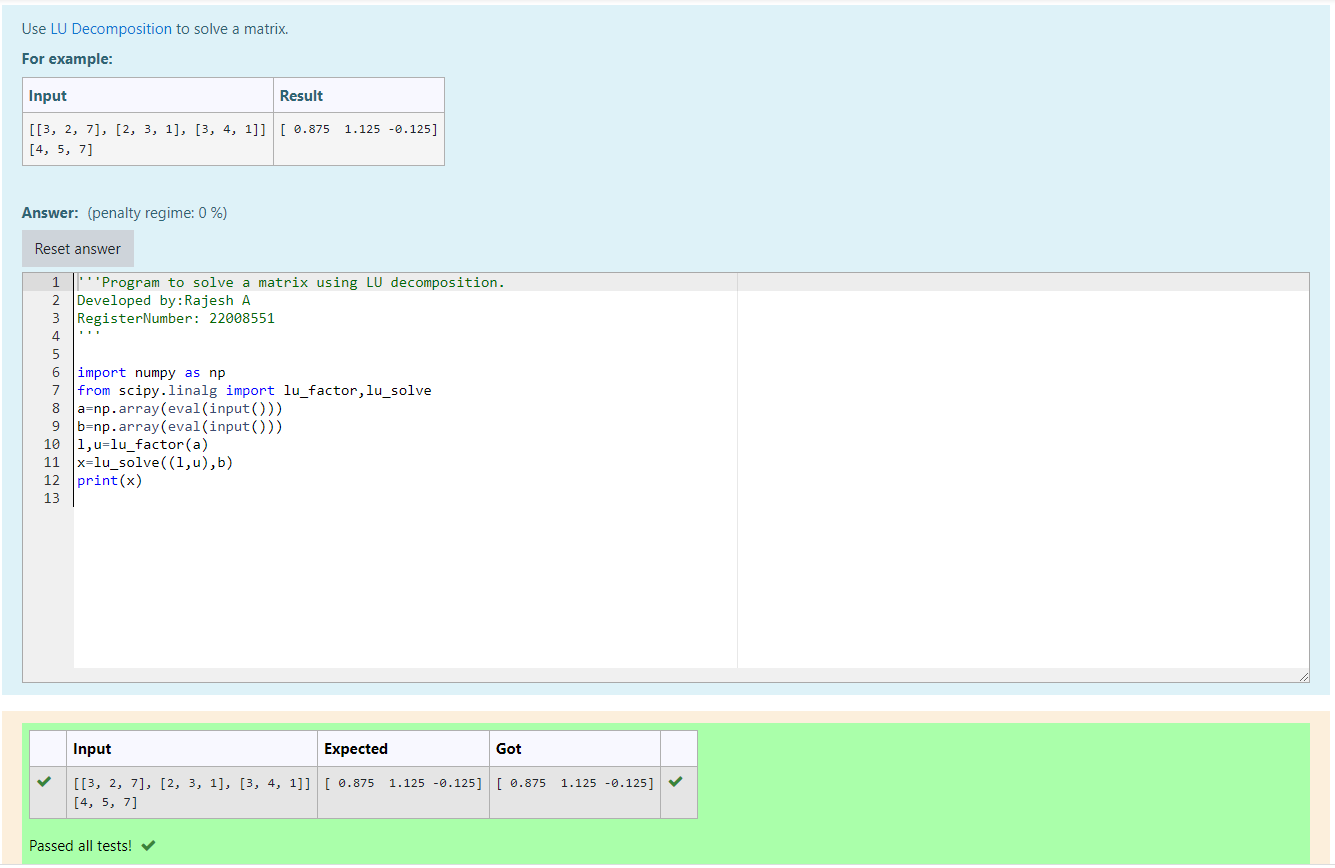 Use LU Decomposition to solve a matrix.
For example:
Input Result
[[3, 2, 7], [2, 3, 1], [3, 4, 1]] [ 0.875  1.125 -0.125]
[4, 5, 7]
Answer: (penalty regime: 0 %)
Reset answer
1 '''Program to solve a matrix using LU decomposition.
2 Developed by:Rajesh A
3 RegisterNumber: 22008551
4 '''
5
6 import numpy as np
7 from scipy.linalg import lu_factor,lu_solve
8 a=np.array(eval(input()))
9 b=np.array(eval(input()))
10 l,u=lu_factor(a)
11 x=lu_solve((l,u),b)
12 print(x)
13
Input Expected Got
[[3, 2, 7], [2, 3, 1], [3, 4, 1]] [ 0.875  1.125 -0.125] [ 0.875  1.125 -0.125]
[4, 5, 7]
Passed all tests!